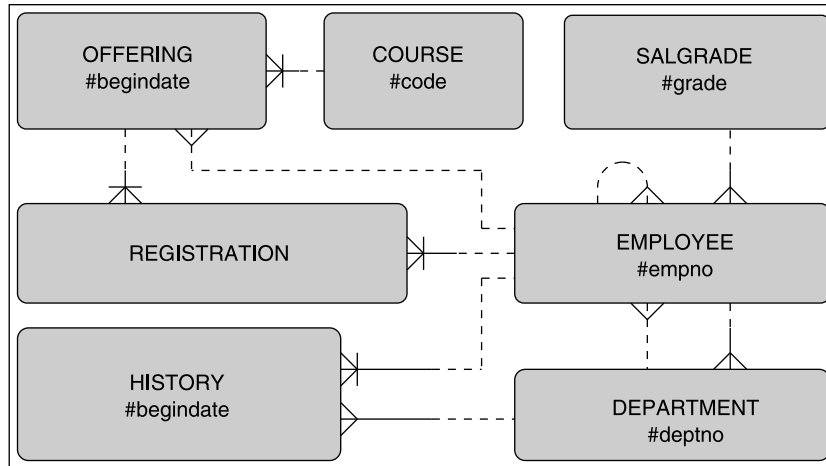 OFFERING
#begindate
COURSE
#code
SALGRADE
#grade
REGISTRATION
EMPLOYEE
#empno
HISTORY
#begindate
DEPARTMENT
#deptno